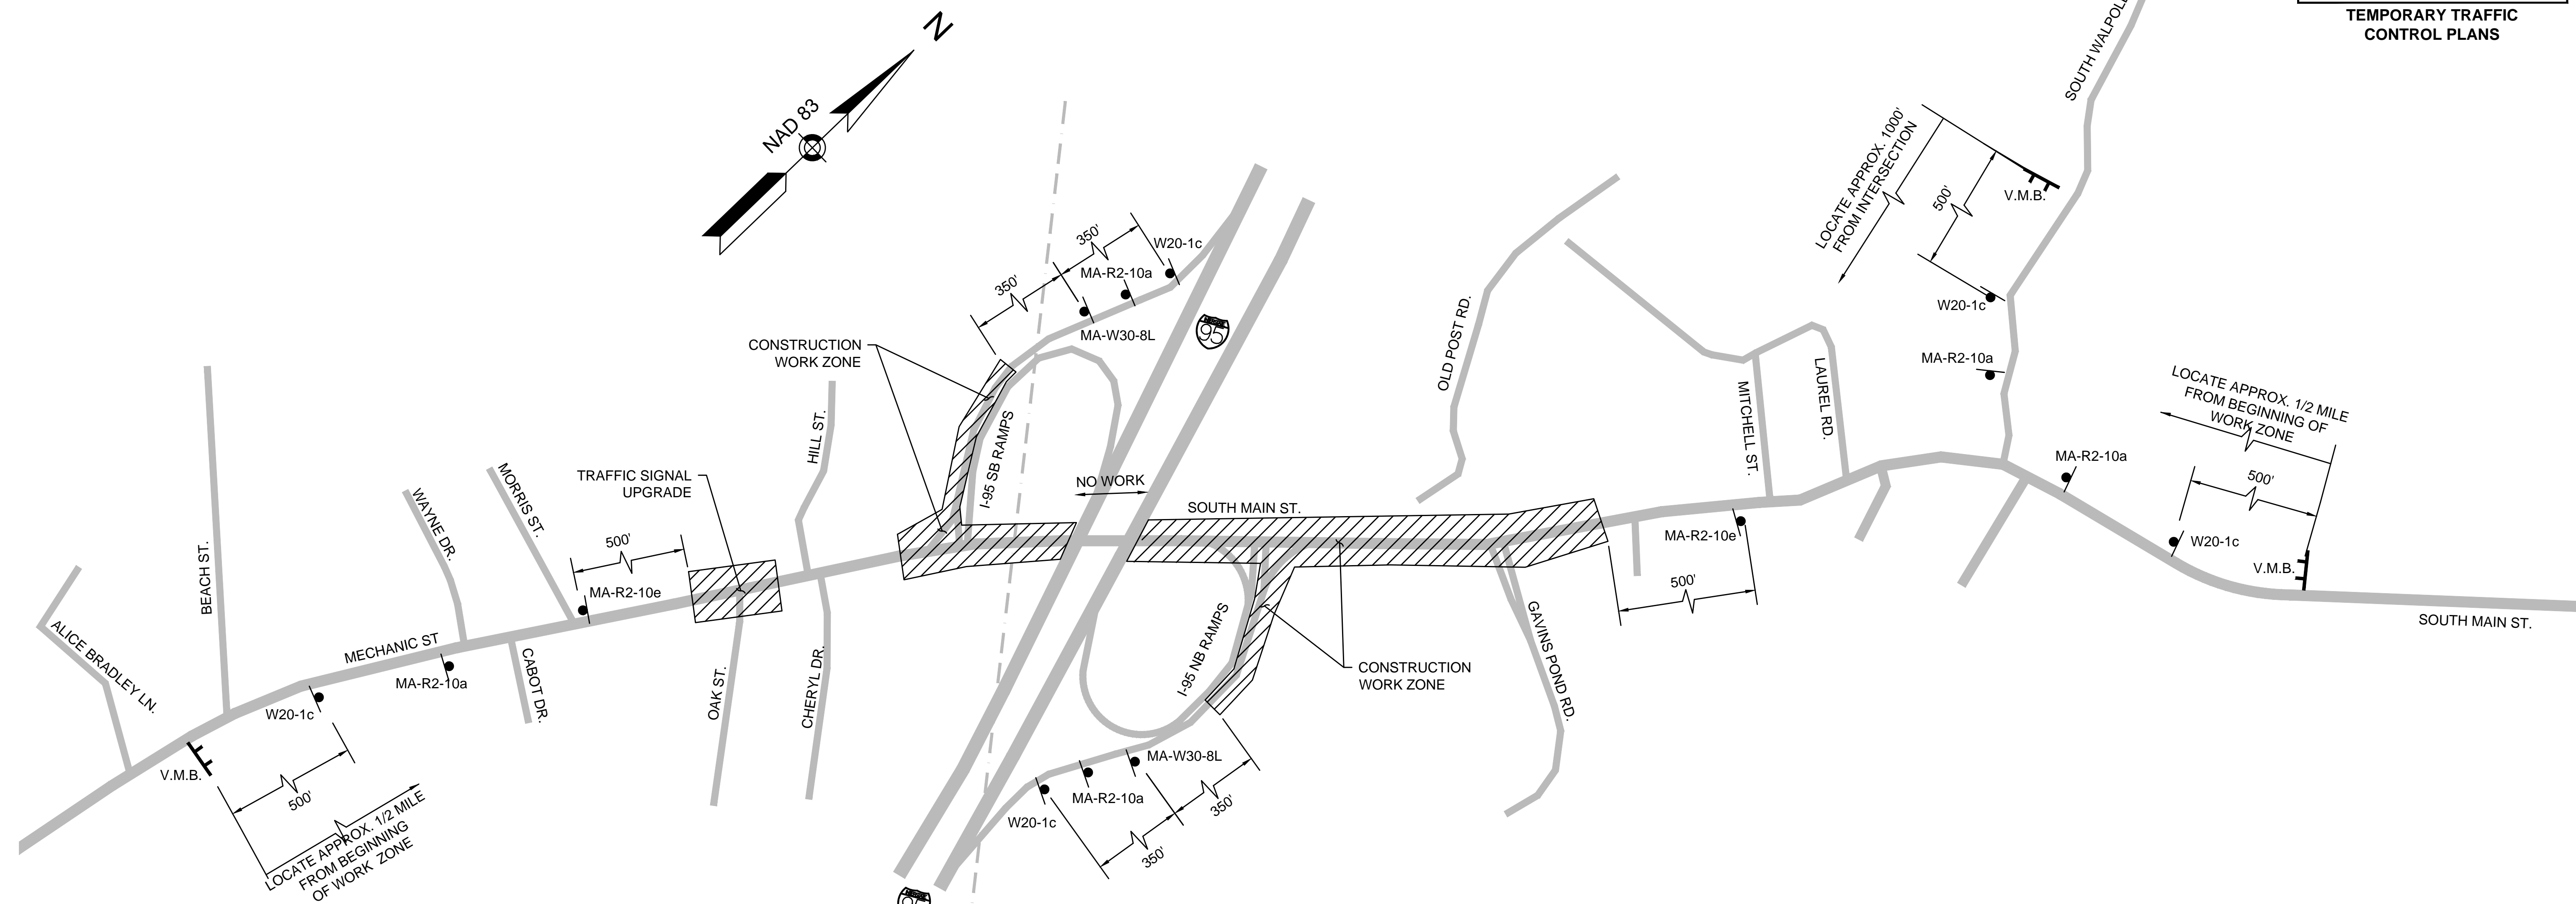 TEMPORARY TRAFFIC
CONTROL PLANS
N
NAD 83
SOUTH WALPOLE
LOCATE APPROX. 1000'
FROM INTERSECTION
500'
V.M.B.
W20-1c
MA-R2-10a
350'
350'
W20-1c
MA-R2-10a
MA-W30-8L
95
CONSTRUCTION
WORK ZONE
I-95 SB RAMPS
NO WORK
SOUTH MAIN ST.
OLD POST RD.
MITCHELL ST.
LAUREL RD.
LOCATE APPROX. 1/2 MILE
FROM BEGINNING OF
WORK ZONE
500'
MA-R2-10a
W20-1c
V.M.B.
SOUTH MAIN ST.
MA-R2-10e
500'
HILL ST.
TRAFFIC SIGNAL
UPGRADE
MORRIS ST.
WAYNE DR.
BEACH ST.
500'
MA-R2-10e
ALICE BRADLEY LN.
MECHANIC ST
MA-R2-10a
CABOT DR.
OAK ST.
CHERYL DR.
W20-1c
V.M.B.
500'
LOCATE APPROX. 1/2 MILE
FROM BEGINNING
OF WORK ZONE
I-95 NB RAMPS
CONSTRUCTION
WORK ZONE
GAVINS POND RD.
MA-W30-8L
MA-R2-10a
W20-1c
350'
350'
95